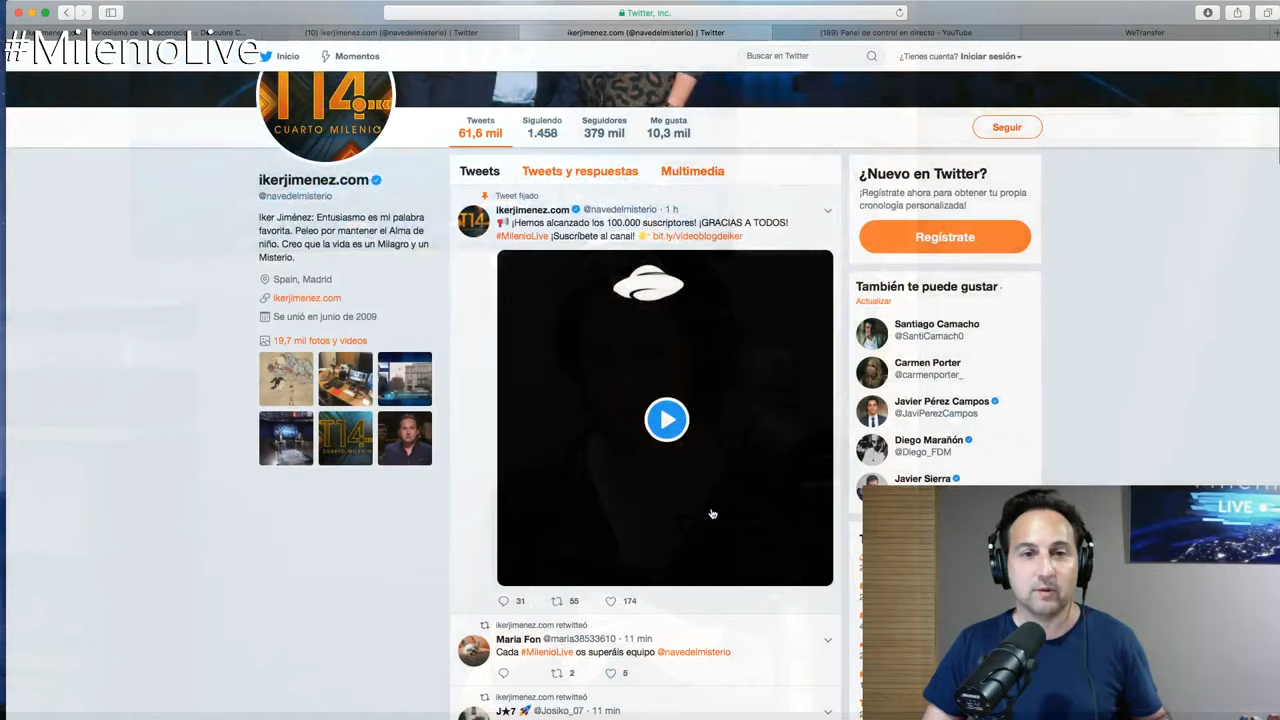 Twitter, Inc.
Periodismo de lo desconocido – Descubre C...
(10) ikerjimenez.com (@navedelmisterio) | Twitter
ikerjimenez.com (@navedelmisterio) | Twitter
(189) Panel de control en directo - YouTube
WeTransfer
#MilenioLive
Inicio
Momentos
Buscar en Twitter
¿Tienes cuenta? Iniciar sesión
T14
CUARTO MILENIO
Tweets
61,6 mil
Siguiendo
1.458
Seguidores
379 mil
Me gusta
10,3 mil
Seguir
ikerjimenez.com
@navedelmisterio
Iker Jiménez: Entusiasmo es mi palabra
favorita. Peleo por mantener el Alma de
niño. Creo que la vida es un Milagro y un
Misterio.
Spain, Madrid
ikerjimenez.com
Se unió en junio de 2009
19,7 mil fotos y videos
T14
Tweets
Tweets y respuestas
Multimedia
Tweet fijado
ikerjimenez.com @navedelmisterio · 1 h
¡Hemos alcanzado los 100.000 suscriptores! ¡GRACIAS A TODOS!
#MilenioLive ¡Suscríbete al canal! 👉 bit.ly/videoblogdeiker
31
55
174
ikerjimenez.com retwitteó
Maria Fon @maria38533610 · 11 min
Cada #MilenioLive os superáis equipo @navedelmisterio
2
5
ikerjimenez.com retwitteó
J★7 🚀 @Josiko_07 · 11 min
¿Nuevo en Twitter?
¡Regístrate ahora para obtener tu propia
cronología personalizada!
Regístrate
También te puede gustar ·
Actualizar
Santiago Camacho
@SantiCamach0
Carmen Porter
@carmenporter_
Javier Pérez Campos
@JaviPerezCampos
Diego Marañón
@Diego_FDM
Javier Sierra
LIVE